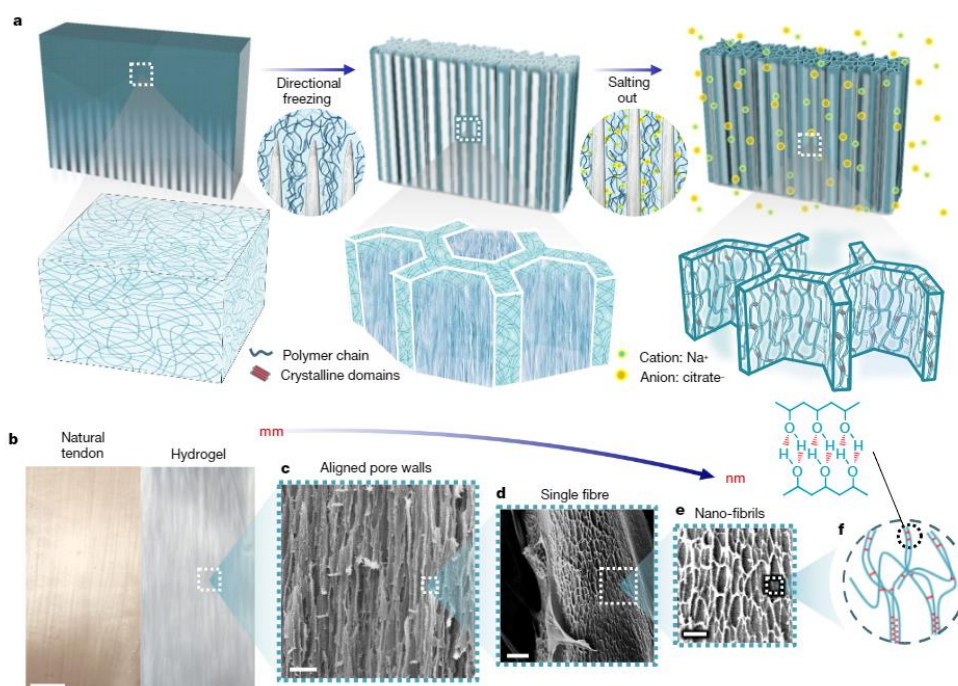 a
Directional
freezing
Salting
out
Polymer chain
Crystalline domains
Cation: Na+
Anion: citrate-
b
Natural
tendon
Hydrogel
mm
nm
c
Aligned pore walls
d
Single fibre
e
Nano-fibrils
f
O O O
H H H H
H H
O O O